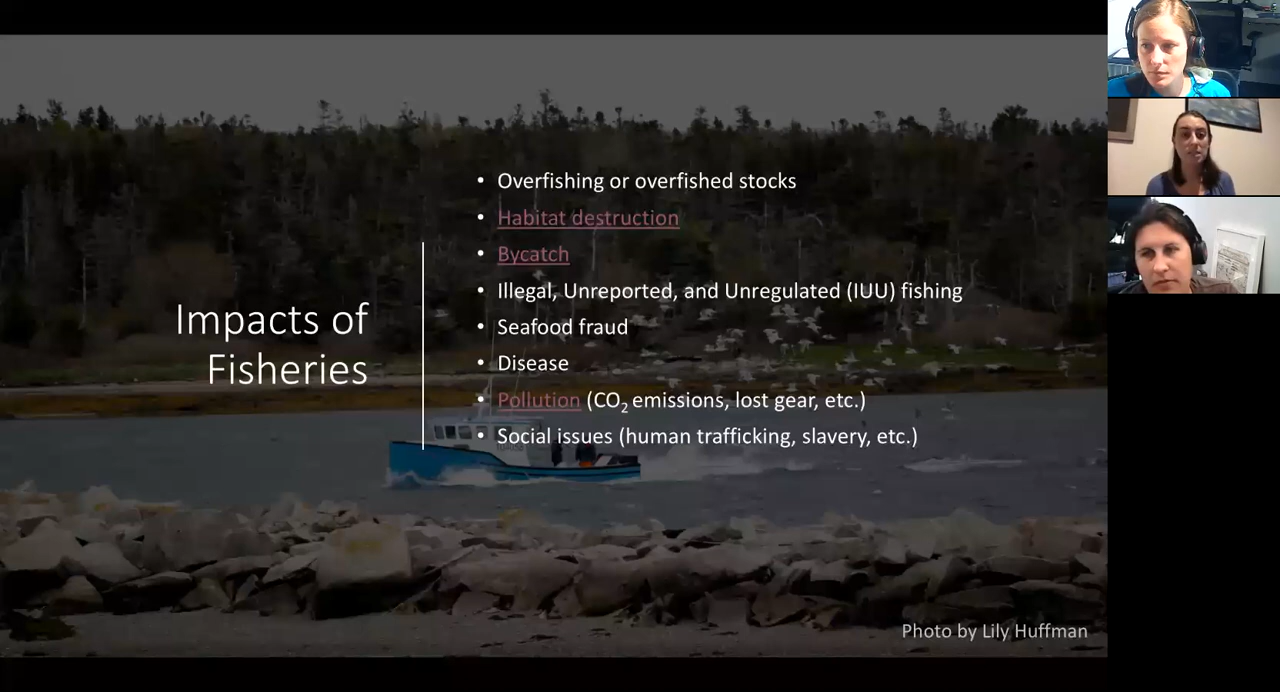 Impacts of
Fisheries
• Overfishing or overfished stocks
• Habitat destruction
• Bycatch
• Illegal, Unreported, and Unregulated (IUU) fishing
• Seafood fraud
• Disease
• Pollution (CO₂ emissions, lost gear, etc.)
• Social issues (human trafficking, slavery, etc.)
Photo by Lily Huffman